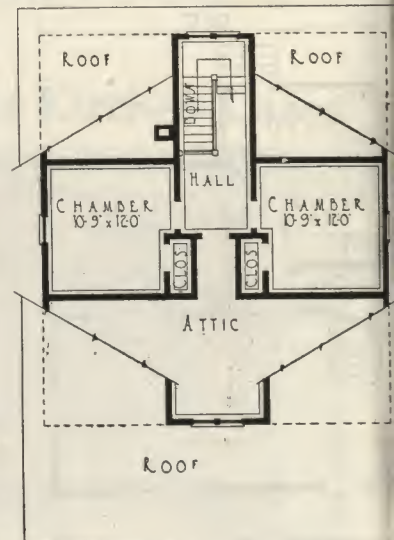 ROOF
ROOF
DOWN
HALL
CHAMBER
10-9" x 12-0"
CHAMBER
10-9" x 12-0"
CLOS
CLOS
ATTIC
ROOF